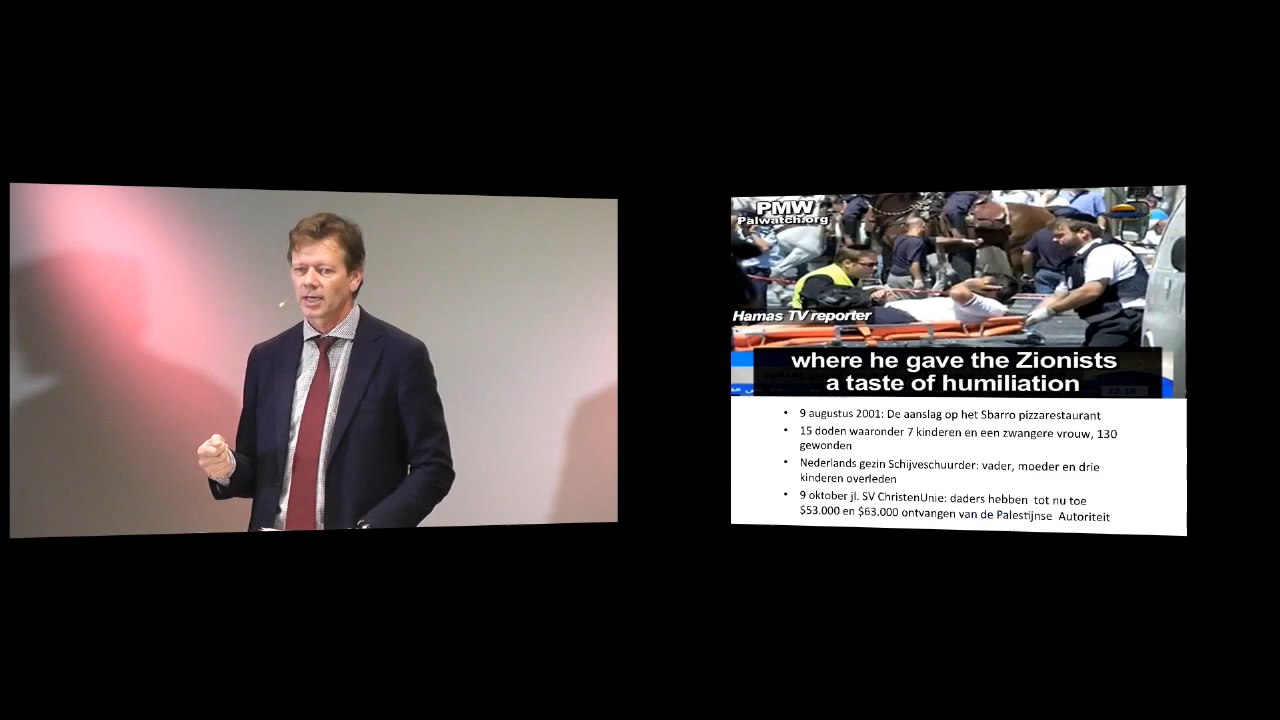 PMW
Palwatch.org
Hamas TV reporter
where he gave the Zionists
a taste of humiliation
22:18
• 9 augustus 2001: De aanslag op het Sbarro pizzarestaurant
• 15 doden waaronder 7 kinderen en een zwangere vrouw, 130
gewonden
• Nederlands gezin Schijveschuurder: vader, moeder en drie
kinderen overleden
• 9 oktober jl. SV ChristenUnie: daders hebben tot nu toe
$53.000 en $63.000 ontvangen van de Palestijnse Autoriteit